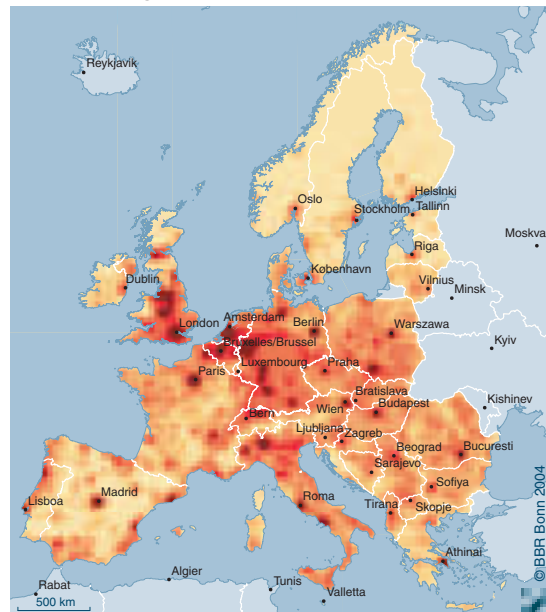 Reykjavik
Helsinki
Oslo
Stockholm
Tallinn
Riga
Moskva
København
Dublin
Vilnius
Minsk
London
Amsterdam
Berlin
Warszawa
Bruxelles/Brussel
Kyiv
Luxembourg
Praha
Paris
Bratislava
Wien
Budapest
Kishinev
Bern
Ljubljana
Zagreb
Beograd
Bucuresti
Sarajevo
Sofiya
Madrid
Roma
Lisboa
Tirana
Skopje
Athinai
Algier
Tunis
Rabat
Valletta
500 km
©BBR Bonn 2004